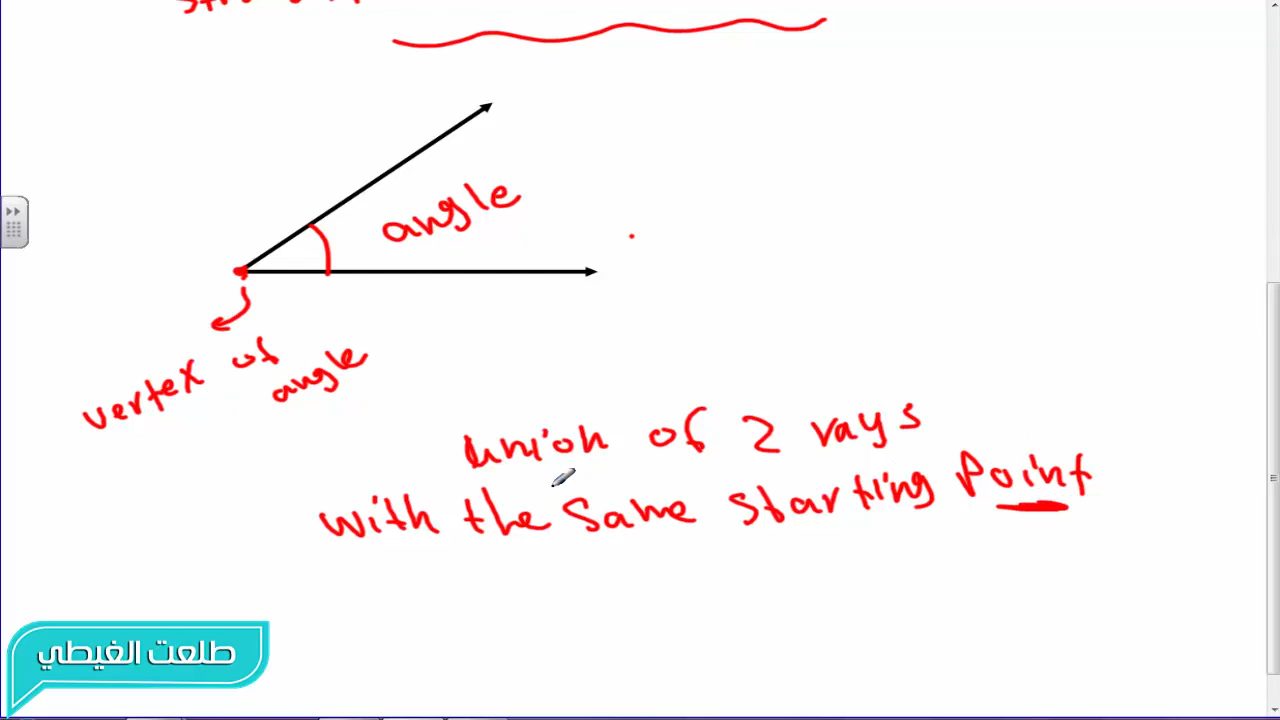 angle
vertex of
angle
union of 2 rays
with the same starting point
طلعت الغيطي